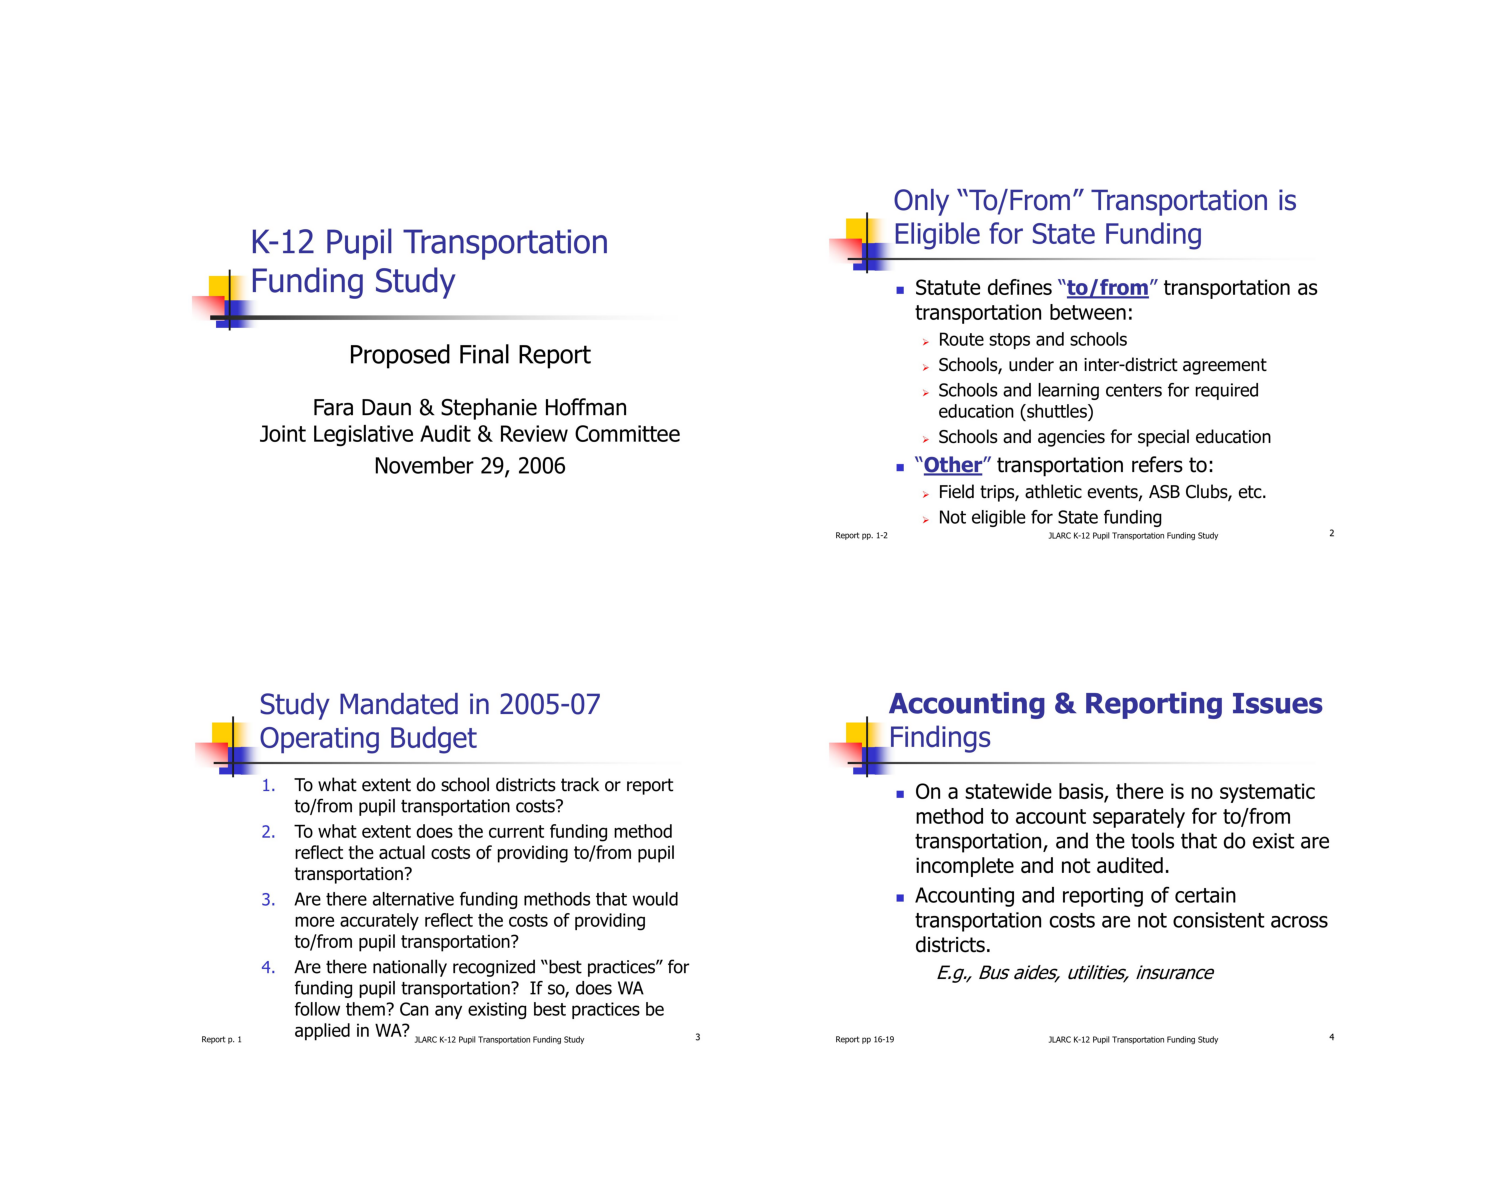 K-12 Pupil Transportation
Funding Study
Proposed Final Report
Fara Daun & Stephanie Hoffman
Joint Legislative Audit & Review Committee
November 29, 2006
Only “To/From” Transportation is
Eligible for State Funding
Statute defines “to/from” transportation as
transportation between:
Route stops and schools
Schools, under an inter-district agreement
Schools and learning centers for required
education (shuttles)
Schools and agencies for special education
“Other” transportation refers to:
Field trips, athletic events, ASB Clubs, etc.
Not eligible for State funding
Report pp. 1-2
JLARC K-12 Pupil Transportation Funding Study
2
Study Mandated in 2005-07
Operating Budget
1. To what extent do school districts track or report
to/from pupil transportation costs?
2. To what extent does the current funding method
reflect the actual costs of providing to/from pupil
transportation?
3. Are there alternative funding methods that would
more accurately reflect the costs of providing
to/from pupil transportation?
4. Are there nationally recognized “best practices” for
funding pupil transportation? If so, does WA
follow them? Can any existing best practices be
applied in WA?
Report p. 1
JLARC K-12 Pupil Transportation Funding Study
3
Accounting & Reporting Issues
Findings
On a statewide basis, there is no systematic
method to account separately for to/from
transportation, and the tools that do exist are
incomplete and not audited.
Accounting and reporting of certain
transportation costs are not consistent across
districts.
E.g., Bus aides, utilities, insurance
Report pp 16-19
JLARC K-12 Pupil Transportation Funding Study
4